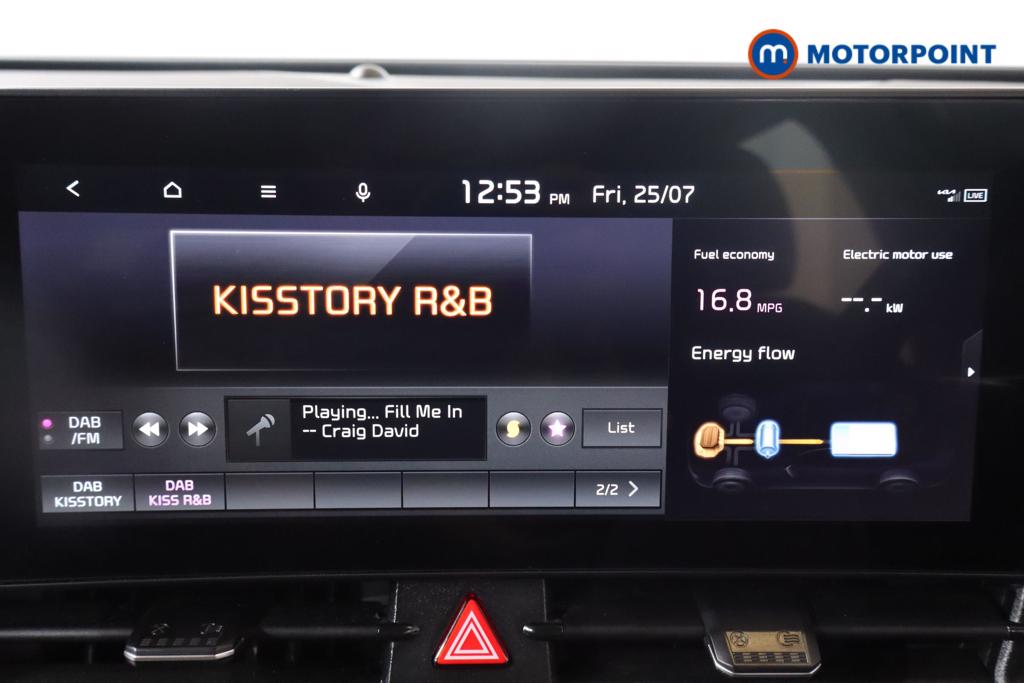 m MOTORPOINT
12:53 PM Fri, 25/07
LIVE
KISSTORY R&B
Fuel economy
Electric motor use
16.8 MPG
--.- kW
Energy flow
DAB
/FM
Playing... Fill Me In
-- Craig David
List
DAB
KISSTORY
DAB
KISS R&B
2/2